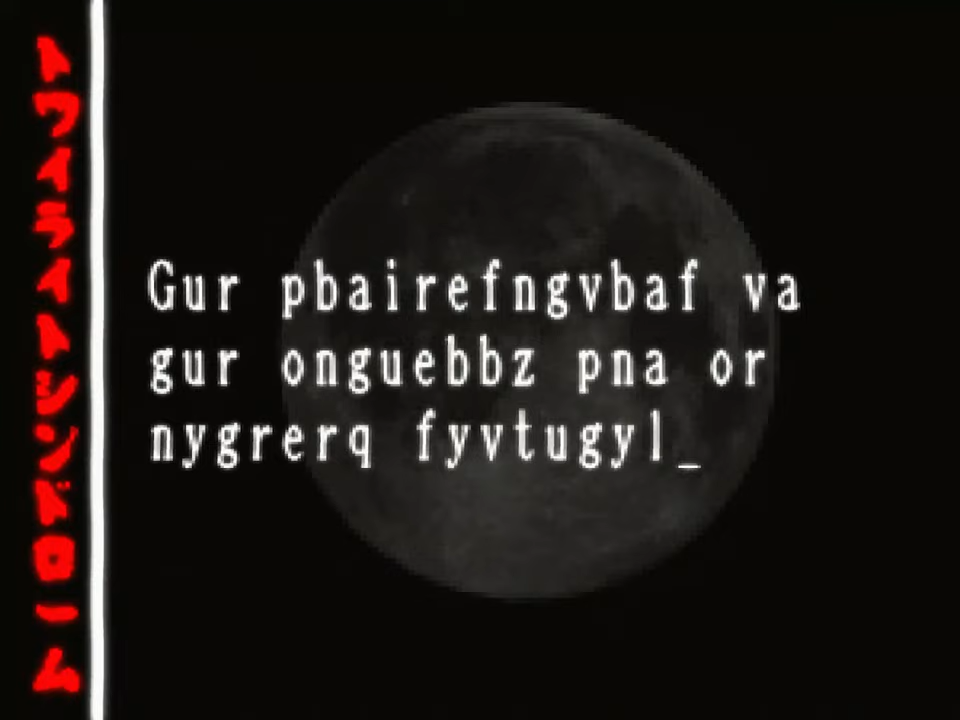 トワイライトシンドローム
Gur pbairefngvbaf va
gur onguebbz pna or
nygrerq fyvtugyl_